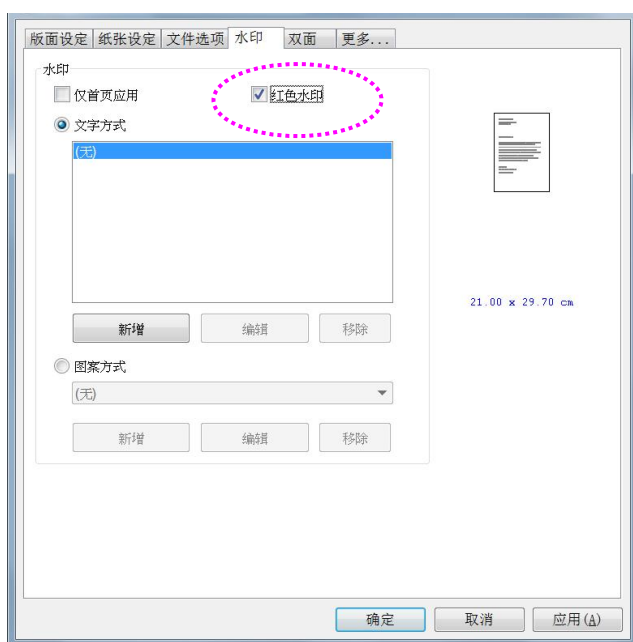 版面设定 纸张设定 文件选项 水印 双面 更多...
水印
仅首页应用 红色水印
文字方式
(无)
21.00 x 29.70 cm
新增 编辑 移除
图案方式
(无)
新增 编辑 移除
确定 取消 应用(A)